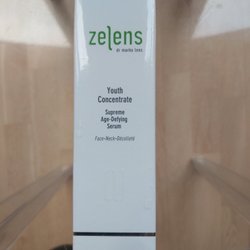 zelens
dr marko lens
Youth
Concentrate
Supreme
Age-Defying
Serum
Face-Neck-Décolleté